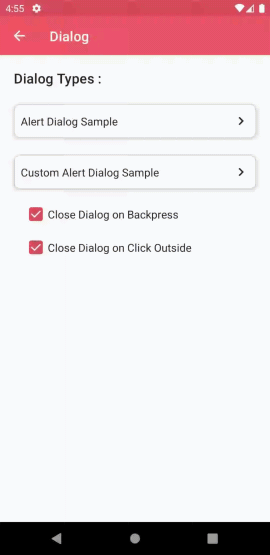 4:55
Dialog
Dialog Types :
Alert Dialog Sample
Custom Alert Dialog Sample
Close Dialog on Backpress
Close Dialog on Click Outside